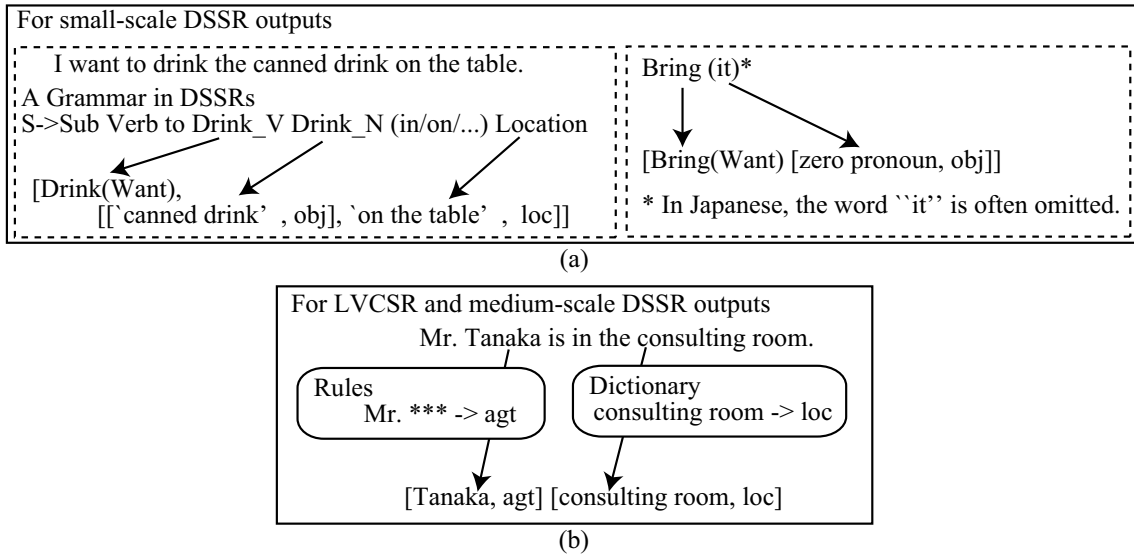 For small-scale DSSR outputs
I want to drink the canned drink on the table.
A Grammar in DSSRs
S->Sub Verb to Drink_V Drink_N (in/on/...) Location
[Drink(Want),
[[`canned drink' , obj], `on the table' , loc]]
Bring (it)*
[Bring(Want) [zero pronoun, obj]]
* In Japanese, the word ``it'' is often omitted.
(a)
For LVCSR and medium-scale DSSR outputs
Mr. Tanaka is in the consulting room.
Rules
Mr. *** -> agt
Dictionary
consulting room -> loc
[Tanaka, agt] [consulting room, loc]
(b)